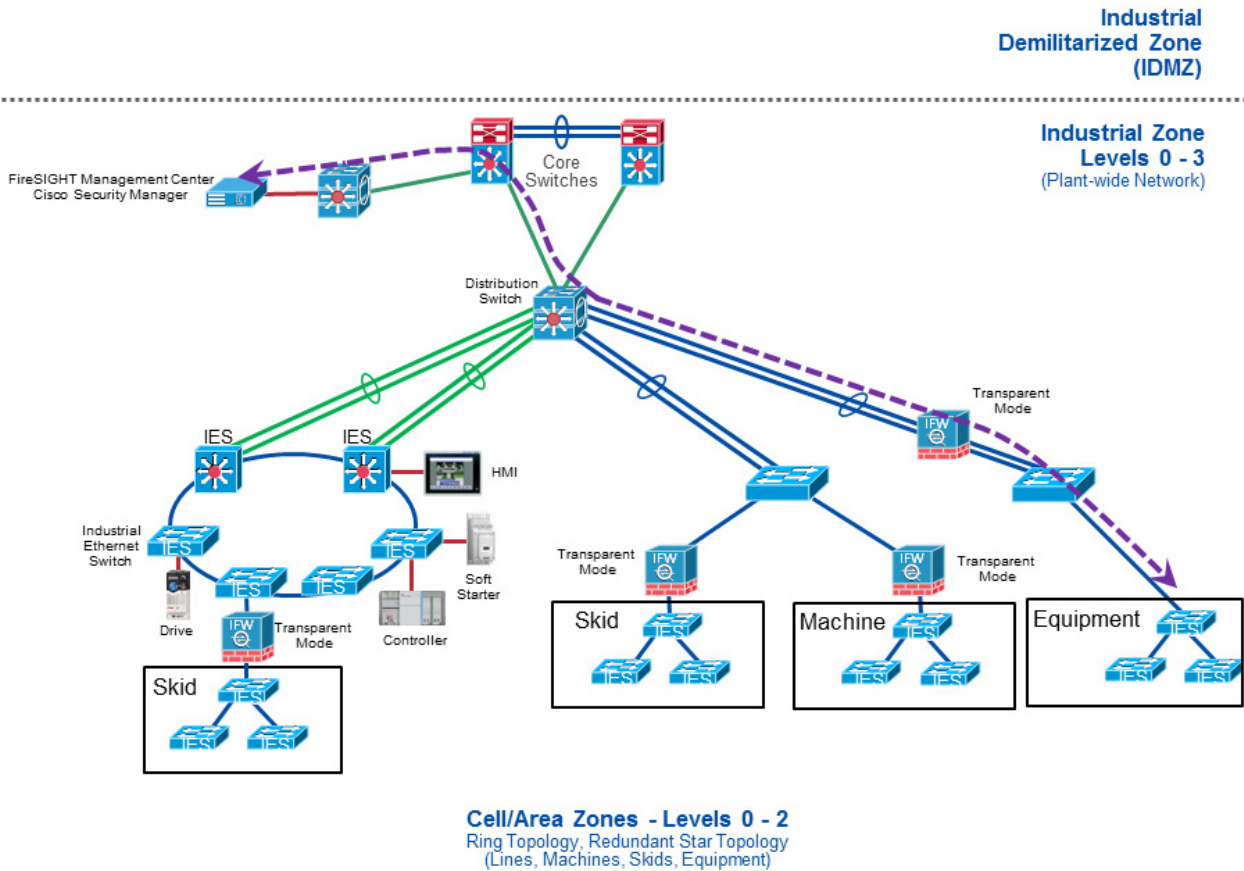 Industrial
Demilitarized Zone
(IDMZ)
Industrial Zone
Levels 0 - 3
(Plant-wide Network)
Core
Switches
FireSIGHT Management Center
Cisco Security Manager
Distribution
Switch
Transparent
Mode
IFW
IES
IES
HMI
Industrial
Ethernet
Switch
IES
IES
IES
IES
Soft
Starter
Drive
Controller
IFW
Transparent
Mode
Skid
IES
IES
IES
Transparent
Mode
IFW
Skid
IES
IES
IES
IFW
Transparent
Mode
Machine
IES
IES
IES
Equipment
IES
IES
IES
Cell/Area Zones - Levels 0 - 2
Ring Topology, Redundant Star Topology
(Lines, Machines, Skids, Equipment)